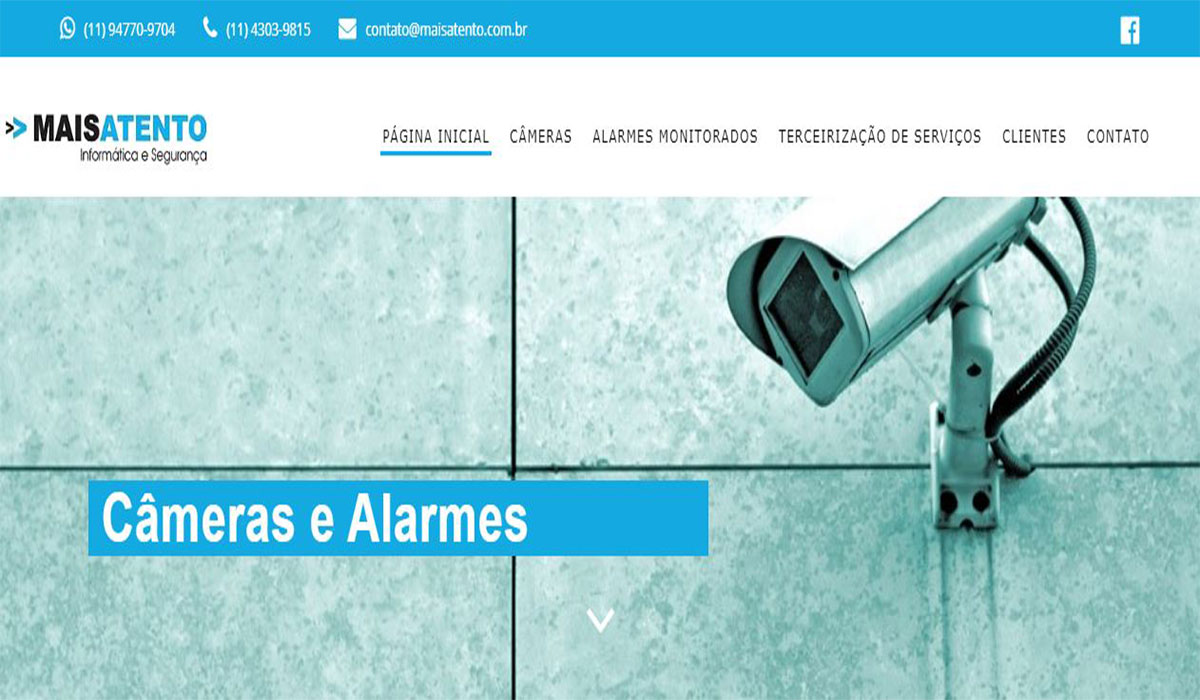 (11) 94770-9704 (11) 4303-9815 contato@maisatento.com.br
MAISATENTO
Informática e Segurança
PÁGINA INICIAL CÂMERAS ALARMES MONITORADOS TERCEIRIZAÇÃO DE SERVIÇOS CLIENTES CONTATO
Câmeras e Alarmes